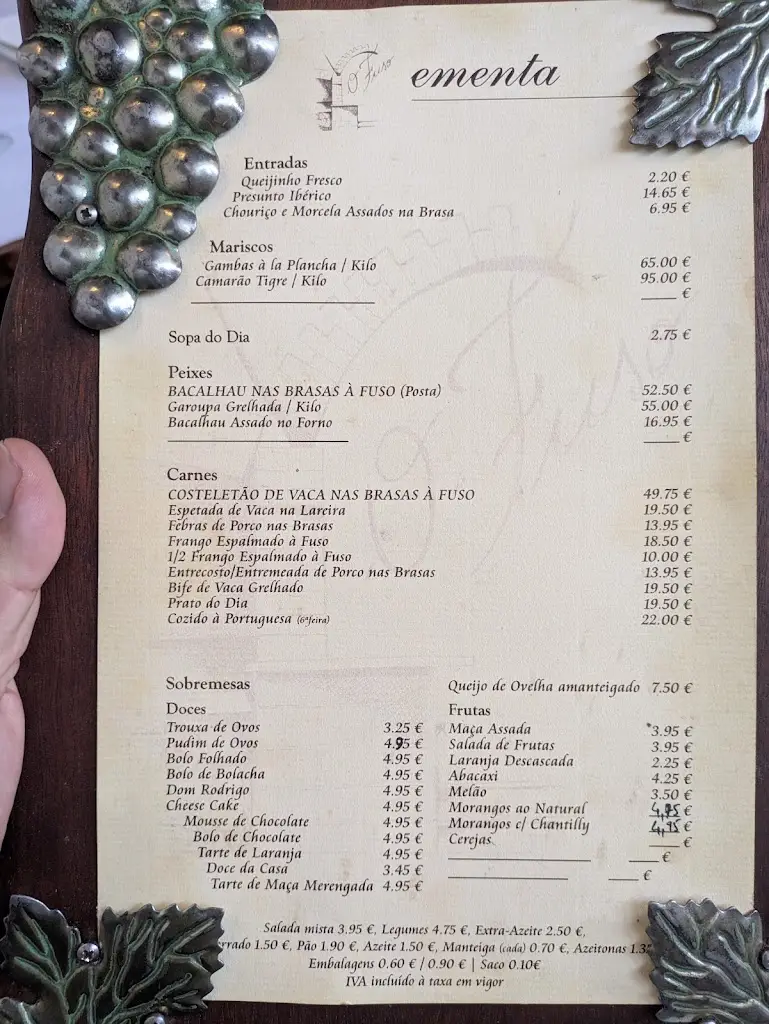 O Fuso
ementa
Entradas
Queijinho Fresco 2.20 €
Presunto Ibérico 14.65 €
Chouriço e Morcela Assados na Brasa 6.95 €
Mariscos
Gambas à la Plancha / Kilo 65.00 €
Camarão Tigre / Kilo 95.00 €
€
Sopa do Dia 2.75 €
Peixes
BACALHAU NAS BRASAS À FUSO (Posta) 52.50 €
Garoupa Grelhada / Kilo 55.00 €
Bacalhau Assado no Forno 16.95 €
€
Carnes
COSTELETÃO DE VACA NAS BRASAS À FUSO 49.75 €
Espetada de Vaca na Lareira 19.50 €
Febras de Porco nas Brasas 13.95 €
Frango Espalmado à Fuso 18.50 €
1/2 Frango Espalmado à Fuso 10.00 €
Entrecosto/Entremeada de Porco nas Brasas 13.95 €
Bife de Vaca Grelhado 19.50 €
Prato do Dia 19.50 €
Cozido à Portuguesa (6ªfeira) 22.00 €
Sobremesas
Doces
Trouxa de Ovos 3.25 €
Pudim de Ovos 4.95 €
Bolo Folhado 4.95 €
Bolo de Bolacha 4.95 €
Dom Rodrigo 4.95 €
Cheese Cake 4.95 €
Mousse de Chocolate 4.95 €
Bolo de Chocolate 4.95 €
Tarte de Laranja 4.95 €
Doce da Casa 3.45 €
Tarte de Maça Merengada 4.95 €
Queijo de Ovelha amanteigado 7.50 €
Frutas
Maça Assada 3.95 €
Salada de Frutas 3.95 €
Laranja Descascada 2.25 €
Abacaxi 4.25 €
Melão 3.50 €
Morangos ao Natural €
Morangos c/ Chantilly 4,95 €
Cerejas €
€
€
Salada mista 3.95 €, Legumes 4.75 €, Extra-Azeite 2.50 €,
1.50 €, Pão 1.90 €, Azeite 1.50 €, Manteiga (cada) 0.70 €, Azeitonas
Embalagens 0.60 € / 0.90 € | Saco 0.10€
IVA incluído à taxa em vigor